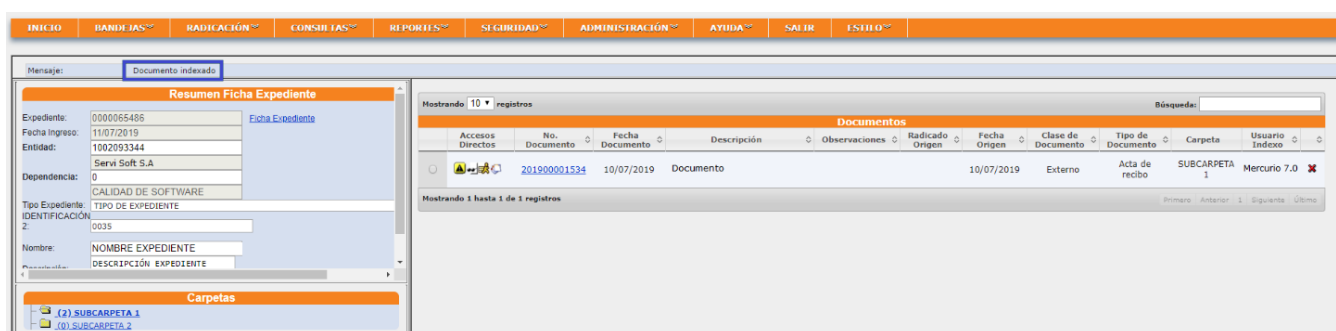 INICIO BANDEJAS RADICACIÓN CONSULTAS REPORTES SEGURIDAD ADMINISTRACIÓN AYUDA SALIR ESTILO
Mensaje: Documento indexado
Resumen Ficha Expediente
Expediente: 0000065486 Ficha Expediente
Fecha Ingreso: 11/07/2019
Entidad: 1002093344
Servi Soft S.A
Dependencia: 0
CALIDAD DE SOFTWARE
Tipo Expediente: TIPO DE EXPEDIENTE
IDENTIFICACIÓN
2: 0035
Nombre: NOMBRE EXPEDIENTE
Descripción: DESCRIPCIÓN EXPEDIENTE
Carpetas
(2) SUBCARPETA 1
(0) SUBCARPETA 2
Mostrando 10 registros Búsqueda:
Documentos
Accesos Directos No. Documento Fecha Documento Descripción Observaciones Radicado Origen Fecha Origen Clase de Documento Tipo de Documento Carpeta Usuario Indexo
201900001534 10/07/2019 Documento 10/07/2019 Externo Acta de recibo SUBCARPETA 1 Mercurio 7.0
Mostrando 1 hasta 1 de 1 registros Primero Anterior 1 Siguiente Último